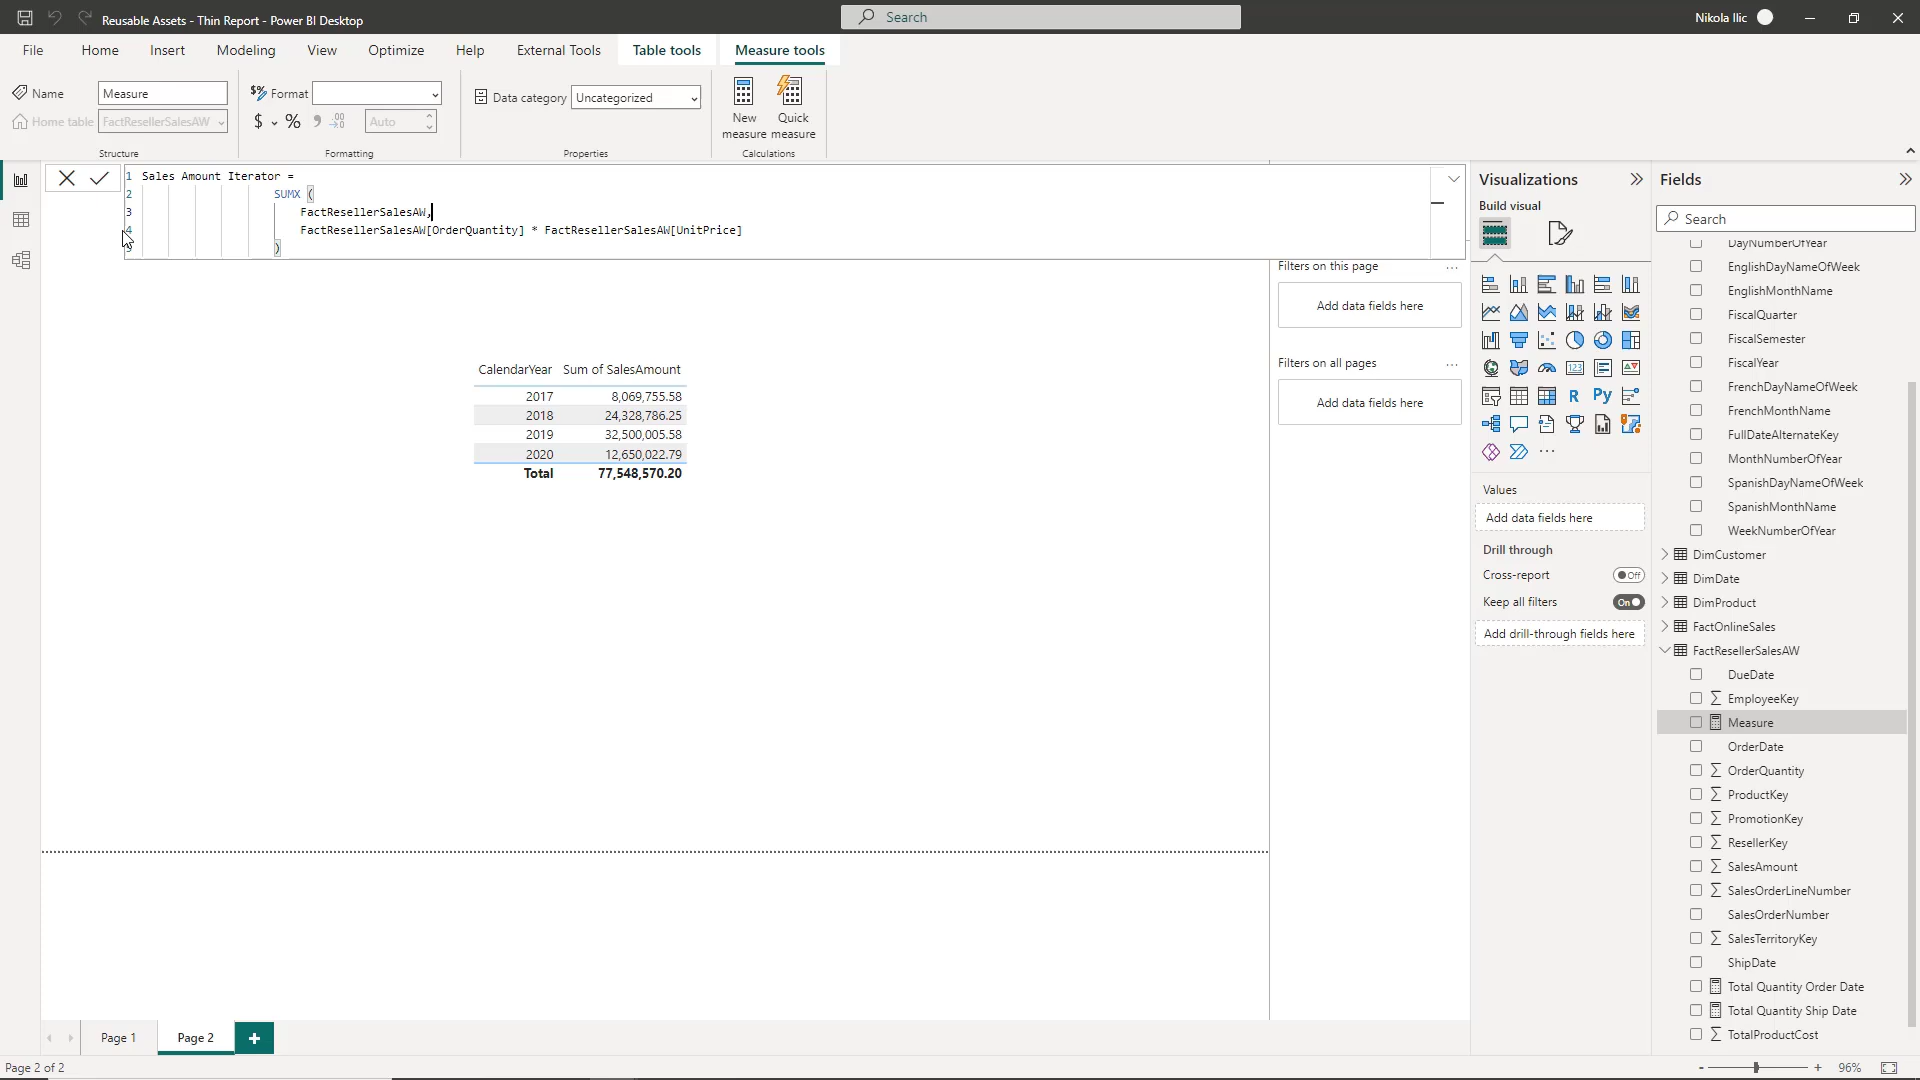 Reusable Assets - Thin Report - Power BI Desktop
Search
Nikola Ilic
File
Home
Insert
Modeling
View
Optimize
Help
External Tools
Table tools
Measure tools
Name
Measure
Home table
FactResellerSalesAW
Structure
$% Format
$ % 9 .00
Auto
Formatting
Data category
Uncategorized
Properties
New measure
Quick measure
Calculations
1 Sales Amount Iterator =
2 SUMX (
3 FactResellerSalesAW,
4 FactResellerSalesAW[OrderQuantity] * FactResellerSalesAW[UnitPrice]
5 )
CalendarYear Sum of SalesAmount
2017 8,069,755.58
2018 24,328,786.25
2019 32,500,005.58
2020 12,650,022.79
Total 77,548,570.20
Filters on this page ...
Add data fields here
Filters on all pages ...
Add data fields here
Visualizations
Build visual
123
R
Py
...
Values
Add data fields here
Drill through
Cross-report Off
Keep all filters On
Add drill-through fields here
Fields
Search
DayNumberOfYear
EnglishDayNameOfWeek
EnglishMonthName
FiscalQuarter
FiscalSemester
FiscalYear
FrenchDayNameOfWeek
FrenchMonthName
FullDateAlternateKey
MonthNumberOfYear
SpanishDayNameOfWeek
SpanishMonthName
WeekNumberOfYear
DimCustomer
DimDate
DimProduct
FactOnlineSales
FactResellerSalesAW
DueDate
∑ EmployeeKey
Measure
OrderDate
∑ OrderQuantity
∑ ProductKey
∑ PromotionKey
∑ ResellerKey
∑ SalesAmount
∑ SalesOrderLineNumber
SalesOrderNumber
∑ SalesTerritoryKey
ShipDate
Total Quantity Order Date
Total Quantity Ship Date
∑ TotalProductCost
Page 1
Page 2
+
Page 2 of 2
- + 96%